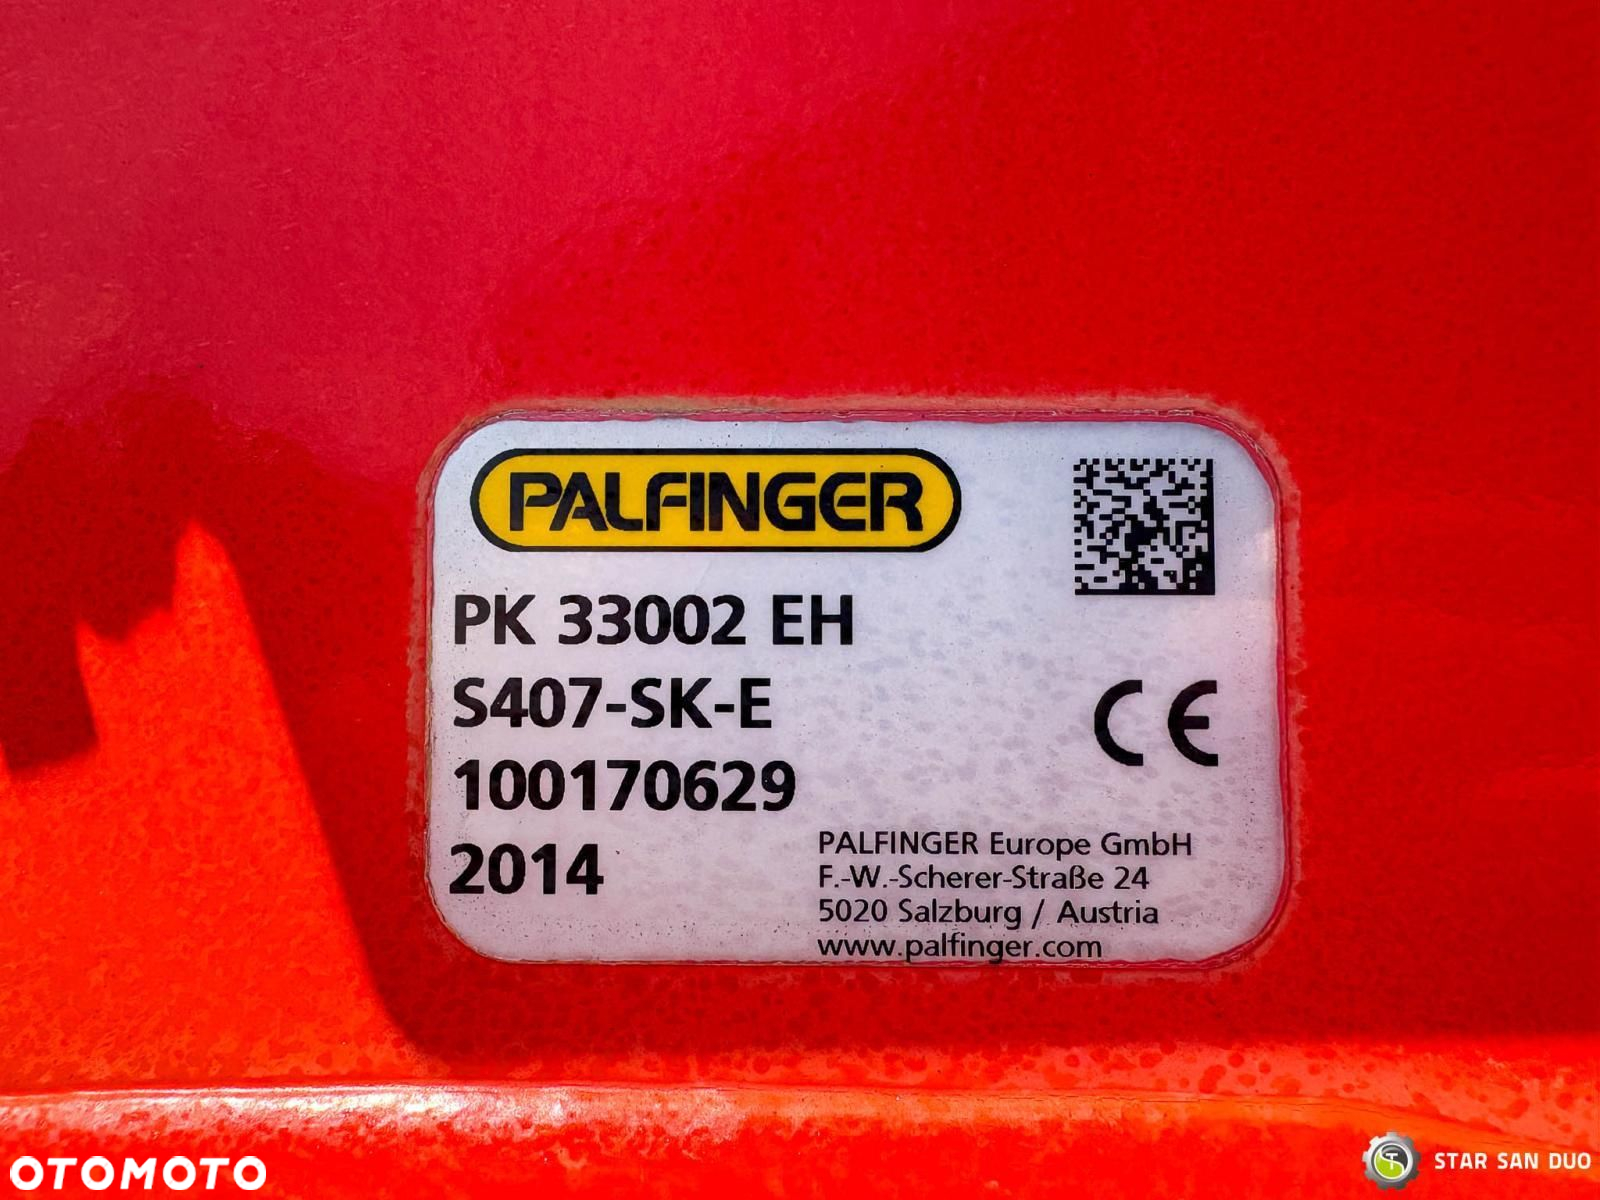 PALFINGER
PK 33002 EH
S407-SK-E
100170629
2014
CE
PALFINGER Europe GmbH
F.-W.-Scherer-Straße 24
5020 Salzburg / Austria
www.palfinger.com
OTOMOTO
STAR SAN DUO